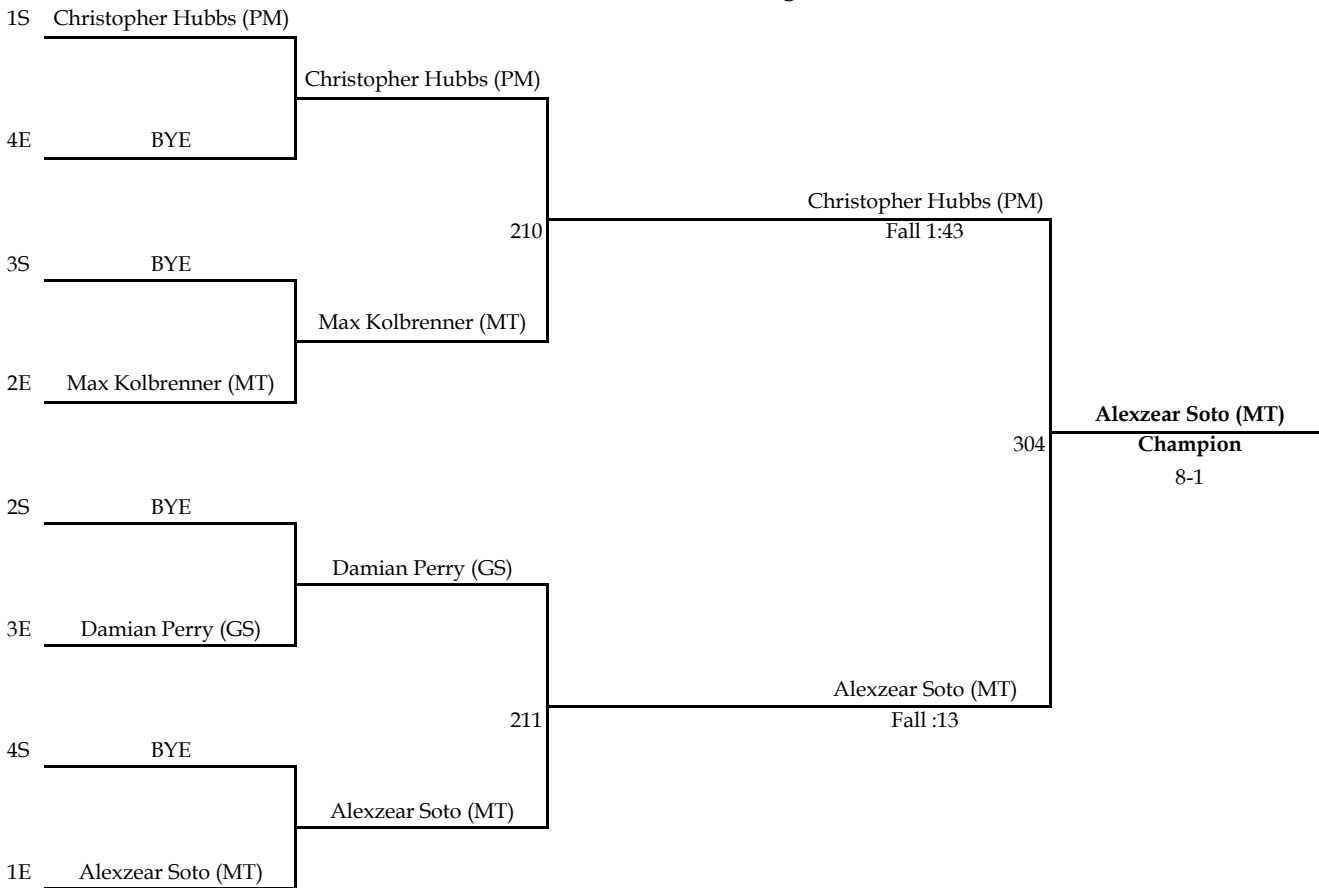 1S Christopher Hubbs (PM)
Christopher Hubbs (PM)
4E BYE
Christopher Hubbs (PM)
210 Fall 1:43
3S BYE
Max Kolbrenner (MT)
2E Max Kolbrenner (MT)
Alexzear Soto (MT)
304 Champion
8-1
2S BYE
Damian Perry (GS)
3E Damian Perry (GS)
Alexzear Soto (MT)
211 Fall :13
4S BYE
Alexzear Soto (MT)
1E Alexzear Soto (MT)